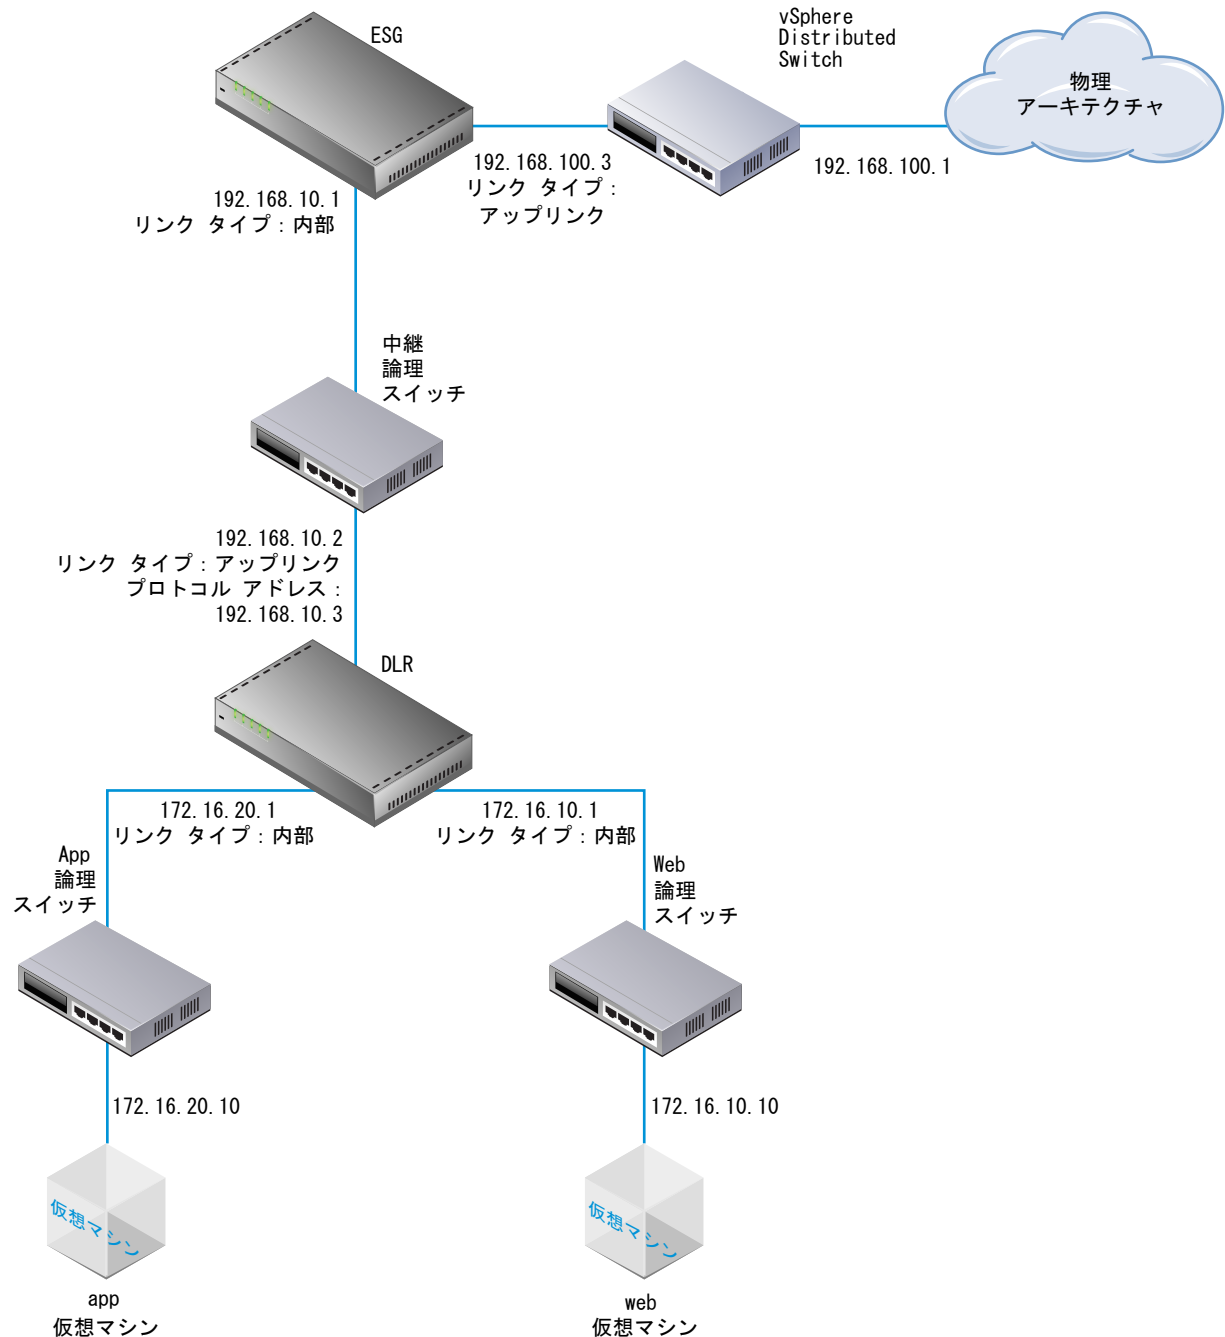 ESG
vSphere
Distributed
Switch
物理
アーキテクチャ
192.168.100.3
リンク タイプ：
アップリンク
192.168.100.1
192.168.10.1
リンク タイプ：内部
中継
論理
スイッチ
192.168.10.2
リンク タイプ：アップリンク
プロトコル アドレス：
192.168.10.3
DLR
172.16.20.1
リンク タイプ：内部
172.16.10.1
リンク タイプ：内部
App
論理
スイッチ
Web
論理
スイッチ
172.16.20.10
172.16.10.10
仮想マシン
仮想マシン
app
仮想マシン
web
仮想マシン